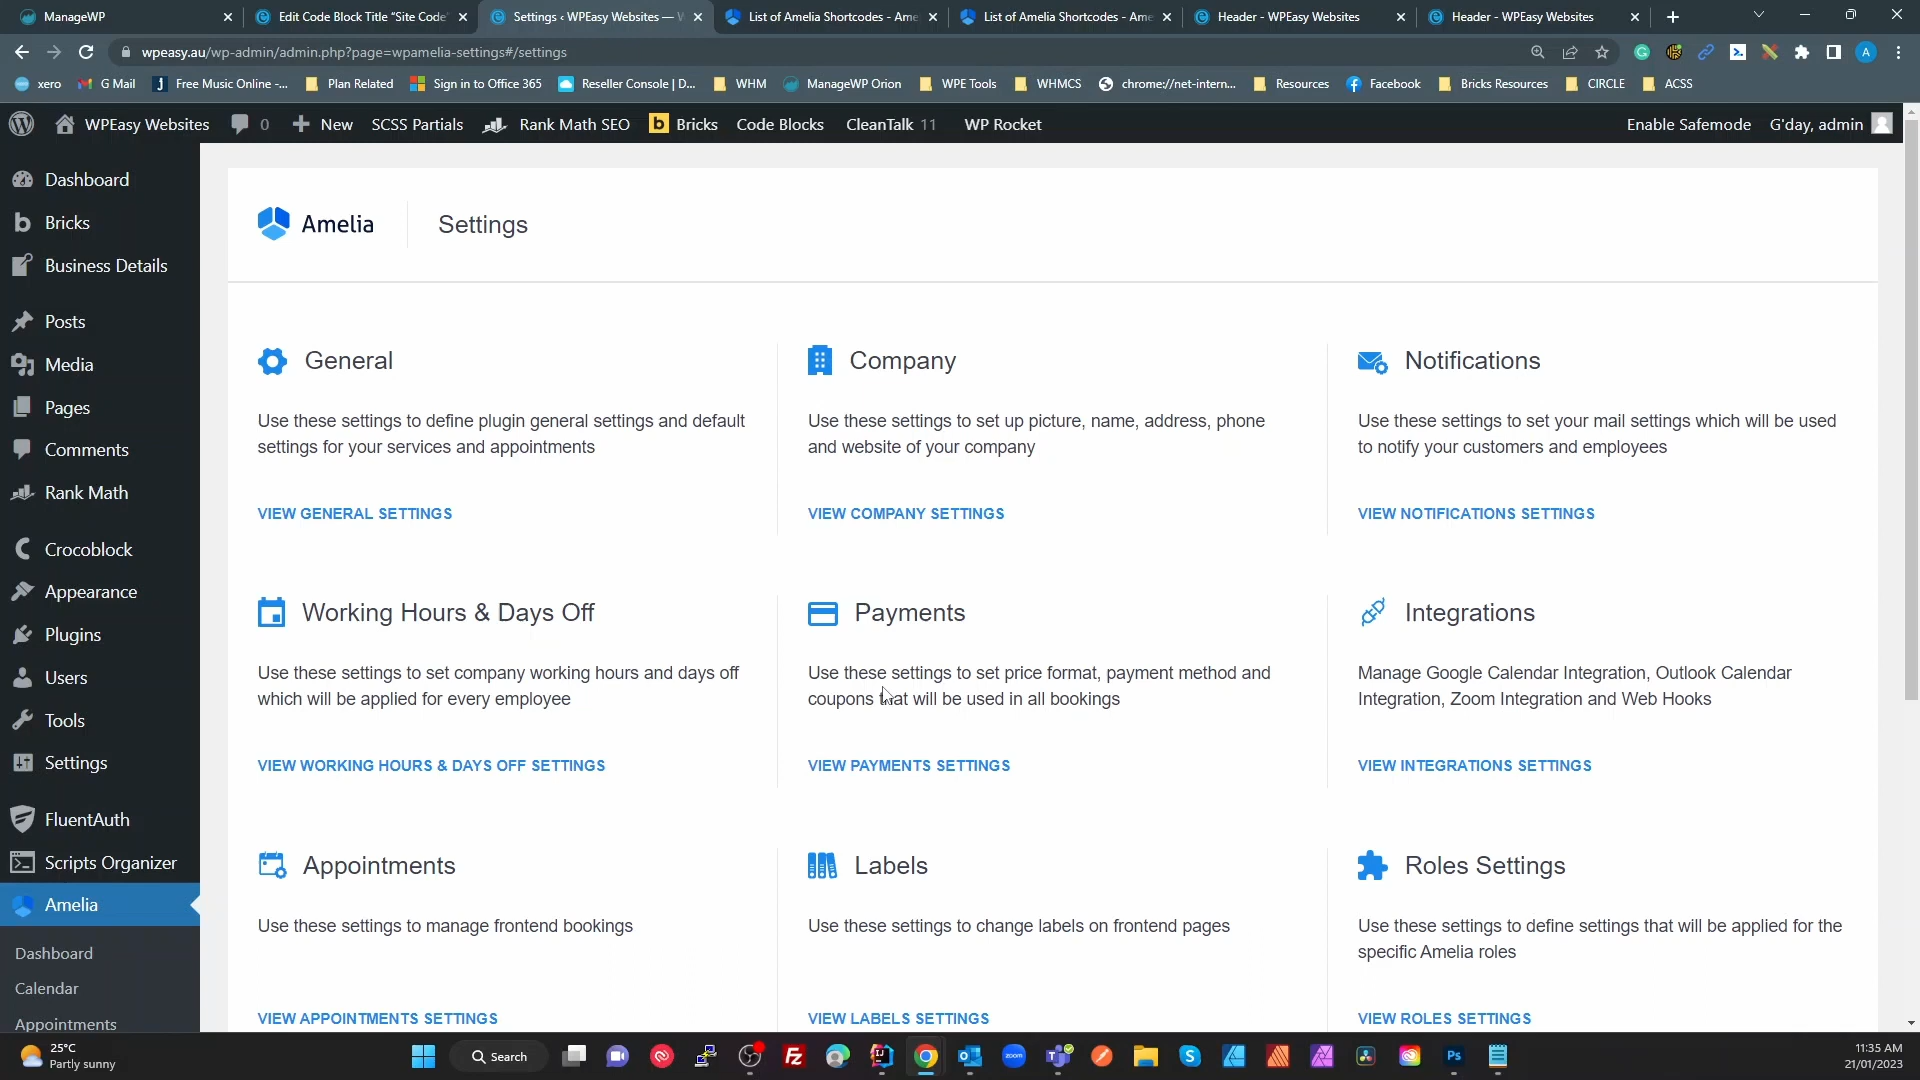 ManageWP
Edit Code Block Title "Site Code
Settings ‹ WPEasy Websites — W
List of Amelia Shortcodes - Ame
List of Amelia Shortcodes - Ame
Header - WPEasy Websites
Header - WPEasy Websites
wpeasy.au/wp-admin/admin.php?page=wpamelia-settings#/settings
xero
G Mail
Free Music Online -...
Plan Related
Sign in to Office 365
Reseller Console | D...
WHM
ManageWP Orion
WPE Tools
WHMCS
chrome://net-intern...
Resources
Facebook
Bricks Resources
CIRCLE
ACSS
WPEasy Websites
0
New
SCSS Partials
Rank Math SEO
Bricks
Code Blocks
CleanTalk 11
WP Rocket
Enable Safemode
G'day, admin
Dashboard
Bricks
Business Details
Posts
Media
Pages
Comments
Rank Math
Crocoblock
Appearance
Plugins
Users
Tools
Settings
FluentAuth
Scripts Organizer
Amelia
Dashboard
Calendar
Appointments
Amelia
Settings
General
Use these settings to define plugin general settings and default
settings for your services and appointments
VIEW GENERAL SETTINGS
Company
Use these settings to set up picture, name, address, phone
and website of your company
VIEW COMPANY SETTINGS
Notifications
Use these settings to set your mail settings which will be used
to notify your customers and employees
VIEW NOTIFICATIONS SETTINGS
Working Hours & Days Off
Use these settings to set company working hours and days off
which will be applied for every employee
VIEW WORKING HOURS & DAYS OFF SETTINGS
Payments
Use these settings to set price format, payment method and
coupons that will be used in all bookings
VIEW PAYMENTS SETTINGS
Integrations
Manage Google Calendar Integration, Outlook Calendar
Integration, Zoom Integration and Web Hooks
VIEW INTEGRATIONS SETTINGS
Appointments
Use these settings to manage frontend bookings
VIEW APPOINTMENTS SETTINGS
Labels
Use these settings to change labels on frontend pages
VIEW LABELS SETTINGS
Roles Settings
Use these settings to define settings that will be applied for the
specific Amelia roles
VIEW ROLES SETTINGS
25°C
Partly sunny
Search
zoom
11:35 AM
21/01/2023